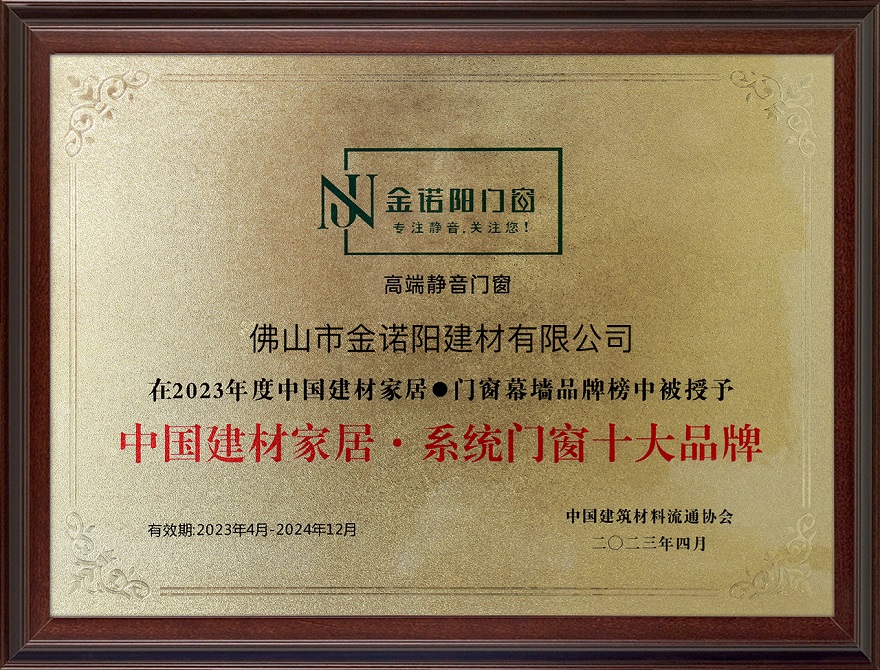 NJ 金诺阳门窗
专注静音,关注您!
高端静音门窗
佛山市金诺阳建材有限公司
在2023年度中国建材家居●门窗幕墙品牌榜中被授予
中国建材家居·系统门窗十大品牌
有效期:2023年4月-2024年12月
中国建筑材料流通协会
二〇二三年四月